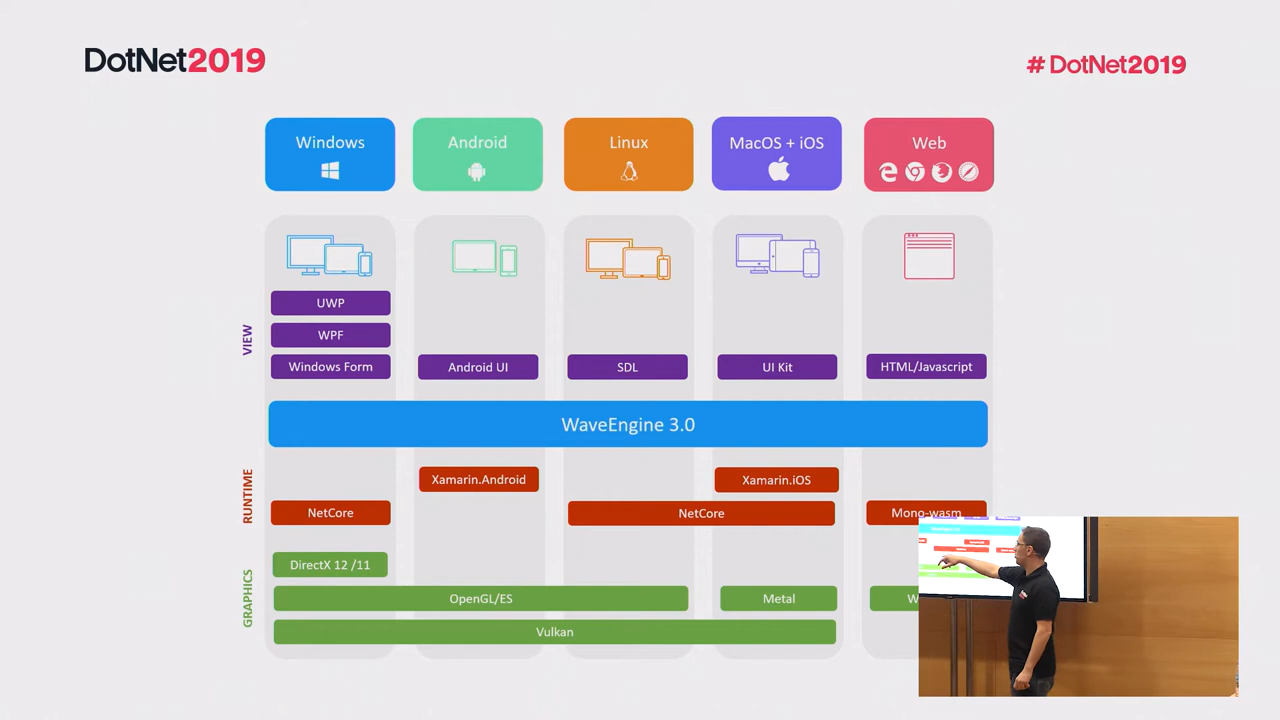 DotNet2019
# DotNet2019
Windows
Android
Linux
MacOS + iOS
Web
VIEW
UWP
WPF
Windows Form
Android UI
SDL
UI Kit
HTML/Javascript
WaveEngine 3.0
RUNTIME
Xamarin.Android
Xamarin.iOS
NetCore
NetCore
Mono-wasm
GRAPHICS
DirectX 12 /11
OpenGL/ES
Metal
Vulkan